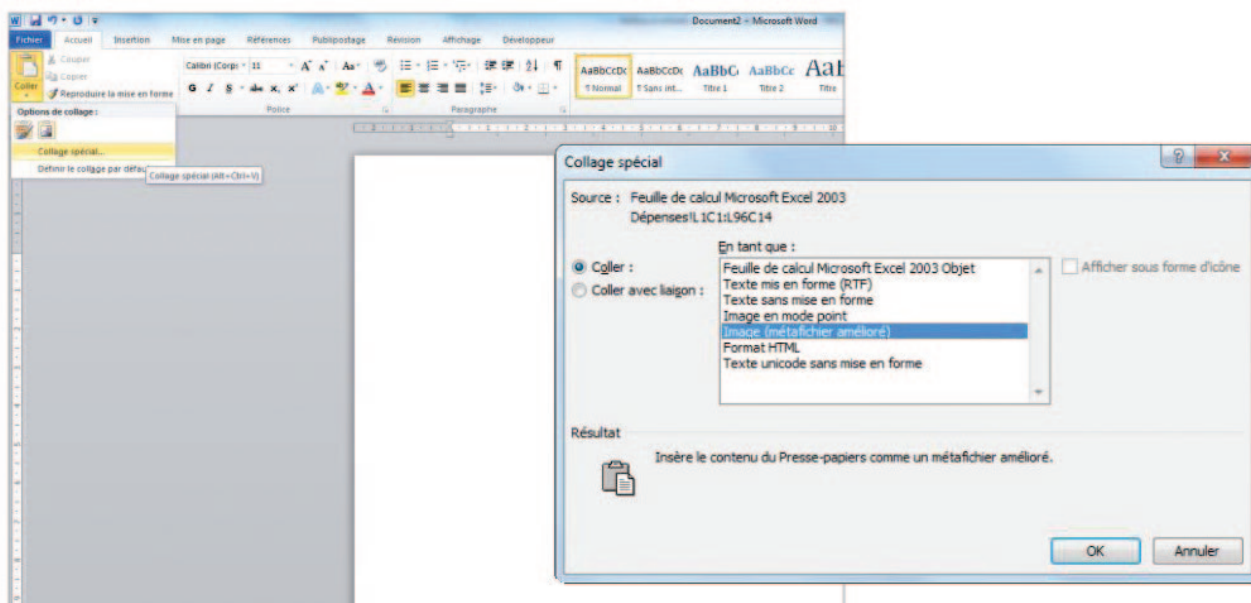 Document2 - Microsoft Word
Fichier Accueil Insertion Mise en page Références Publipostage Révision Affichage Développeur
Couper
Copier
Coller
Reproduire la mise en forme
Calibri (Corp: 11
G I S abe x, x'
Police
Paragraphe
AaBbCcDc AaBbCcDc AaBbC AaBbCc AaB
¶ Normal ¶ Sans int... Titre 1 Titre 2 Titre
Options de collage :
Collage spécial...
Définir le collage par défau
Collage spécial (Alt+Ctrl+V)
Collage spécial
Source : Feuille de calcul Microsoft Excel 2003
Dépenses!L1C1:L96C14
En tant que :
Coller :
Coller avec liaison :
Feuille de calcul Microsoft Excel 2003 Objet
Texte mis en forme (RTF)
Texte sans mise en forme
Image en mode point
Image (métafichier amélioré)
Format HTML
Texte unicode sans mise en forme
Afficher sous forme d'icône
Résultat
Insère le contenu du Presse-papiers comme un métafichier amélioré.
OK Annuler